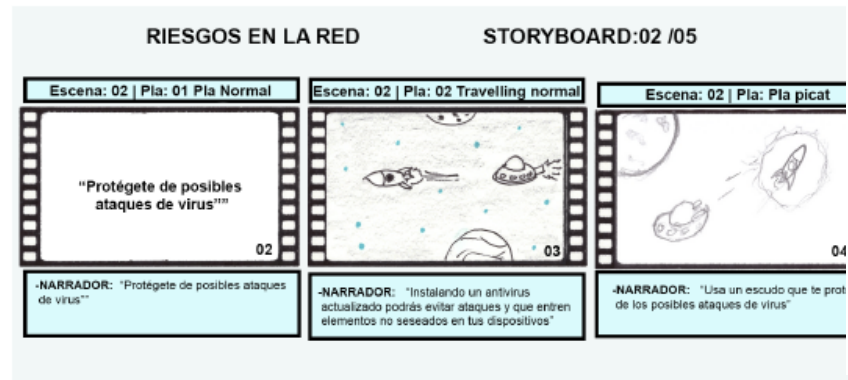 RIESGOS EN LA RED
STORYBOARD:02 /05
Escena: 02 | Pla: 01 Pla Normal
“Protégete de posibles
ataques de virus””
02
-NARRADOR: “Protégete de posibles ataques
de virus””
Escena: 02 | Pla: 02 Travelling normal
03
-NARRADOR: “Instalando un antivirus
actualizado podrás evitar ataques y que entren
elementos no seseados en tus dispositivos”
Escena: 02 | Pla: Pla picat
04
-NARRADOR: “Usa un escudo que te
de los posibles ataques de virus”